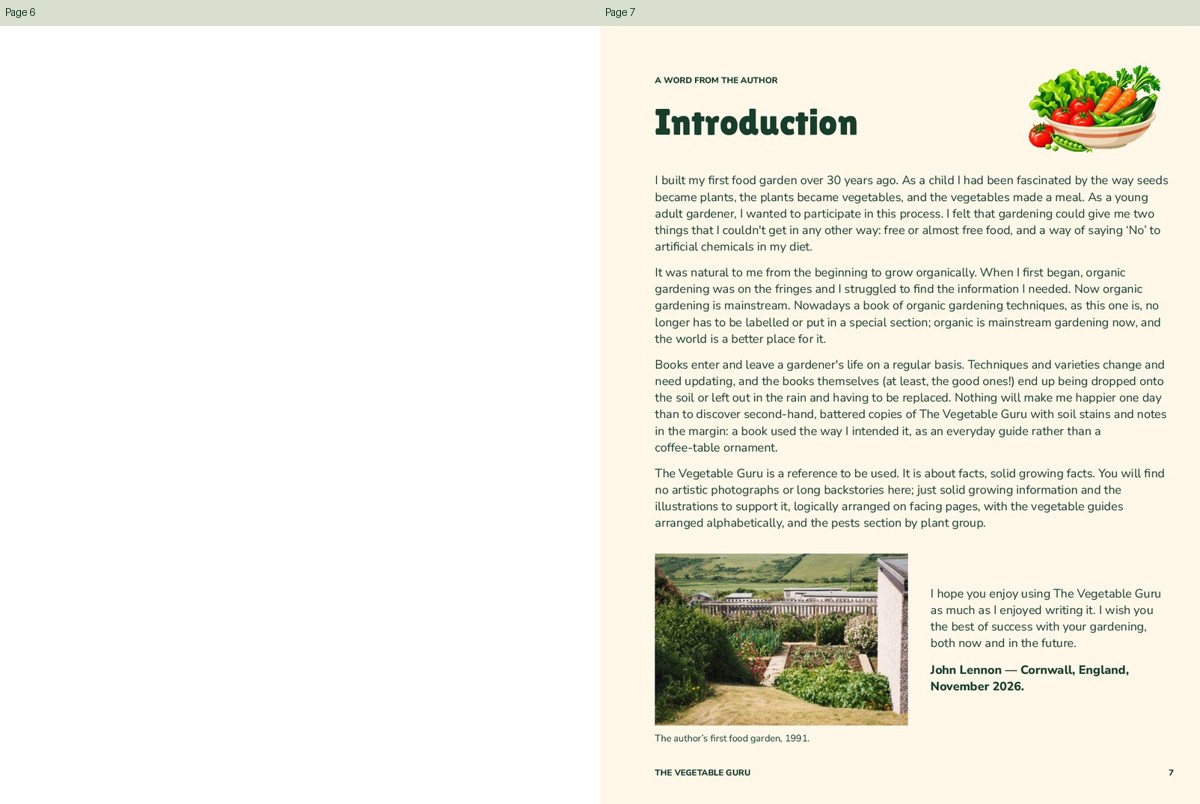 Page 6
Page 7
A WORD FROM THE AUTHOR
Introduction
I built my first food garden over 30 years ago. As a child I had been fascinated by the way seeds
became plants, the plants became vegetables, and the vegetables made a meal. As a young
adult gardener, I wanted to participate in this process. I felt that gardening could give me two
things that I couldn't get in any other way: free or almost free food, and a way of saying ‘No’ to
artificial chemicals in my diet.
It was natural to me from the beginning to grow organically. When I first began, organic
gardening was on the fringes and I struggled to find the information I needed. Now organic
gardening is mainstream. Nowadays a book of organic gardening techniques, as this one is, no
longer has to be labelled or put in a special section; organic is mainstream gardening now, and
the world is a better place for it.
Books enter and leave a gardener's life on a regular basis. Techniques and varieties change and
need updating, and the books themselves (at least, the good ones!) end up being dropped onto
the soil or left out in the rain and having to be replaced. Nothing will make me happier one day
than to discover second-hand, battered copies of The Vegetable Guru with soil stains and notes
in the margin: a book used the way I intended it, as an everyday guide rather than a
coffee-table ornament.
The Vegetable Guru is a reference to be used. It is about facts, solid growing facts. You will find
no artistic photographs or long backstories here; just solid growing information and the
illustrations to support it, logically arranged on facing pages, with the vegetable guides
arranged alphabetically, and the pests section by plant group.
I hope you enjoy using The Vegetable Guru
as much as I enjoyed writing it. I wish you
the best of success with your gardening,
both now and in the future.
John Lennon — Cornwall, England,
November 2026.
The author’s first food garden, 1991.
THE VEGETABLE GURU
7